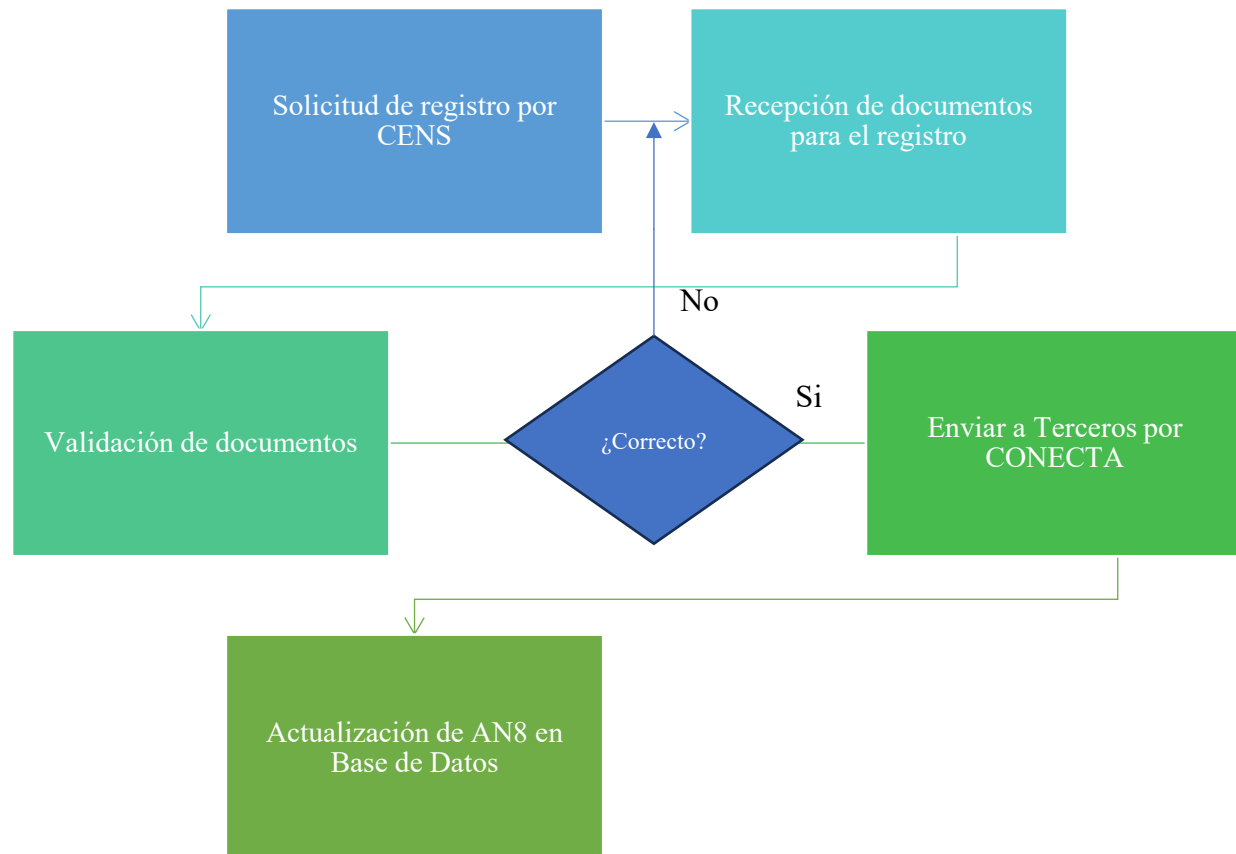 Solicitud de registro por
CENS
Recepción de documentos
para el registro
No
Validación de documentos
¿Correcto?
Si
Enviar a Terceros por
CONECTA
Actualización de AN8 en
Base de Datos